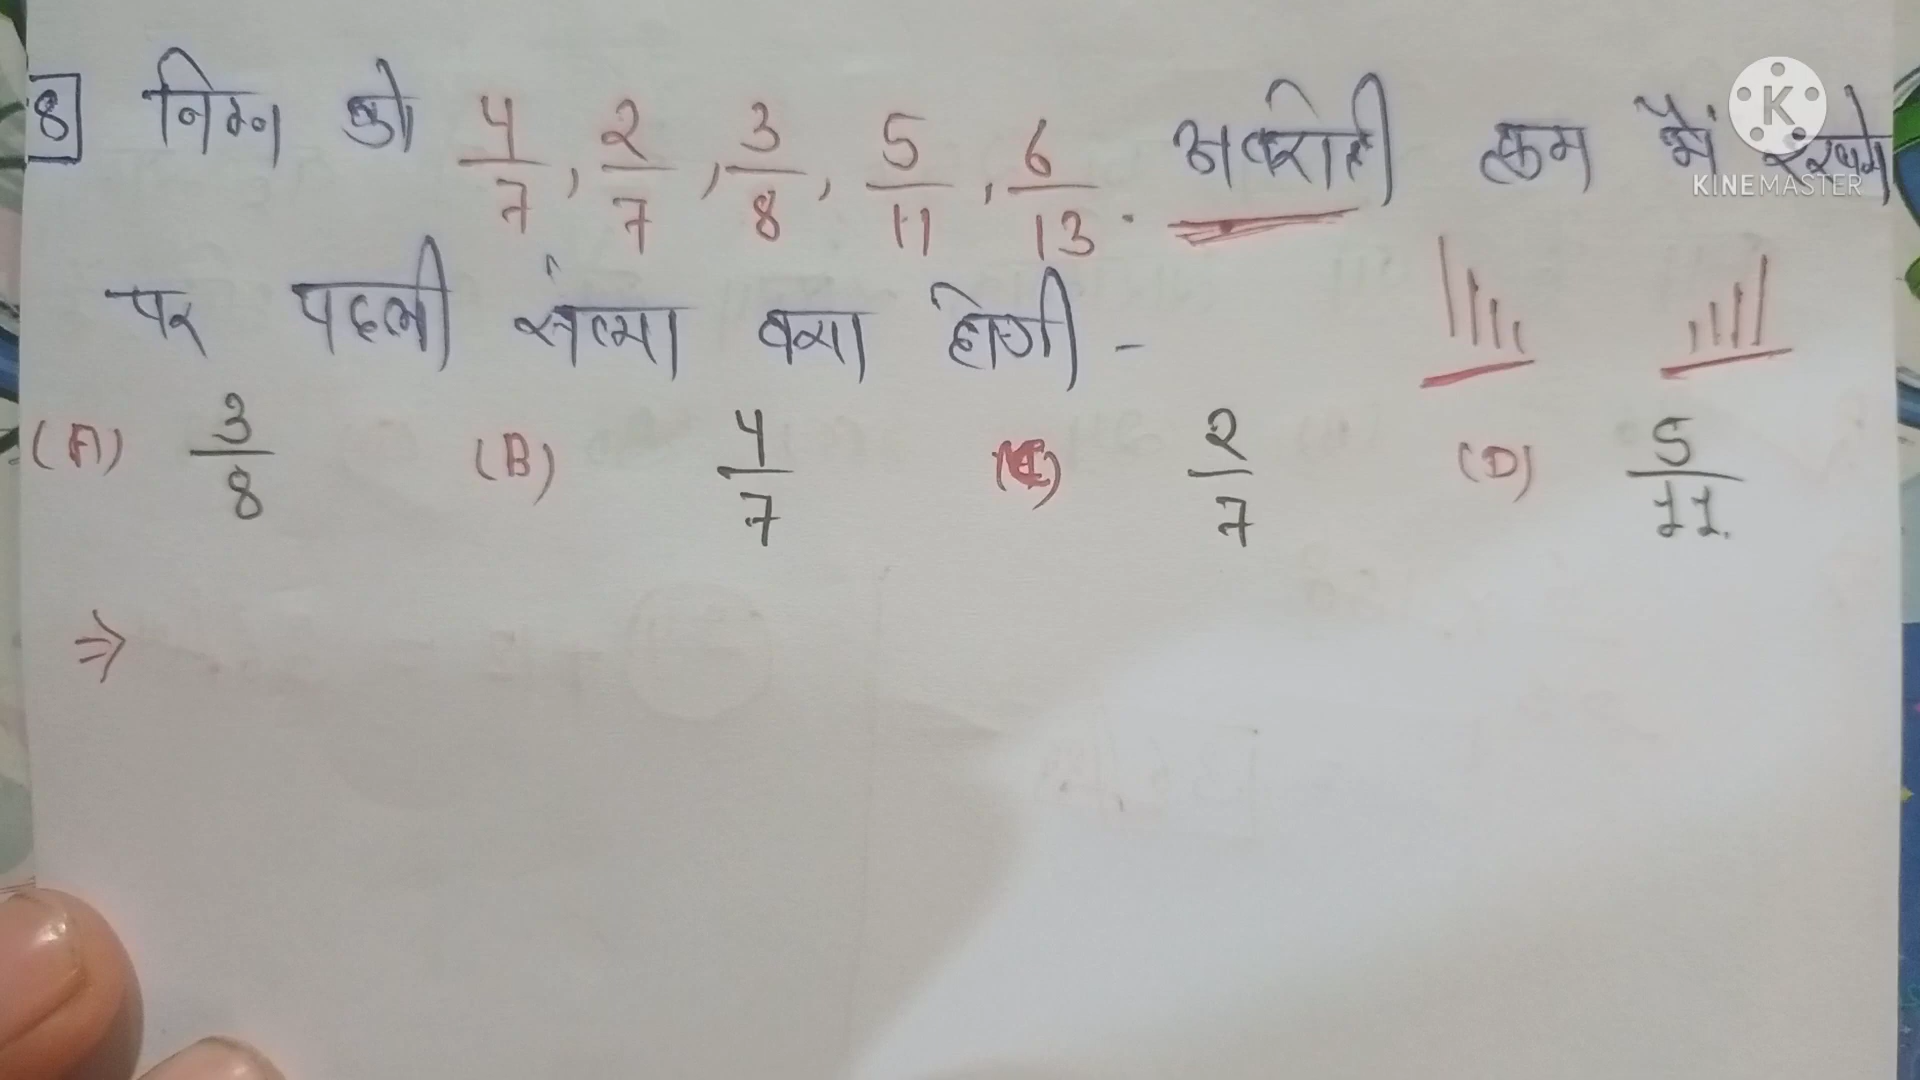 8 निम्न को 4/7, 2/7, 3/8, 5/11, 6/13. अवरोही क्रम में रखने
पर पहली संख्या क्या होगी -
(A) 3/8 (B) 4/7 (C) 2/7 (D) 5/11.
⇒
K
KINEMASTER